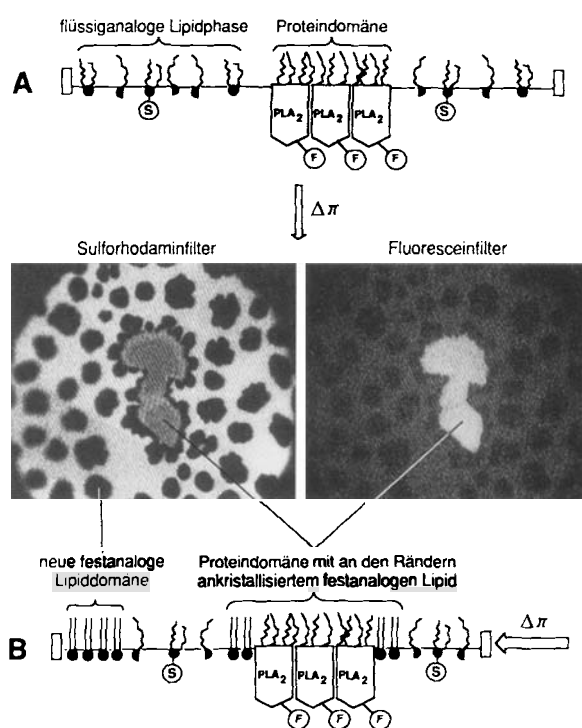 flüssiganaloge Lipidphase Proteindomäne
A
S PLA2 PLA2 PLA2 S
F F F
Δπ
Sulforhodaminfilter Fluoresceinfilter
neue festanaloge
Lipiddomäne
Proteindomäne mit an den Rändern
ankristallisiertem festanalogen Lipid
Δπ
B
S PLA2 PLA2 PLA2 S
F F F